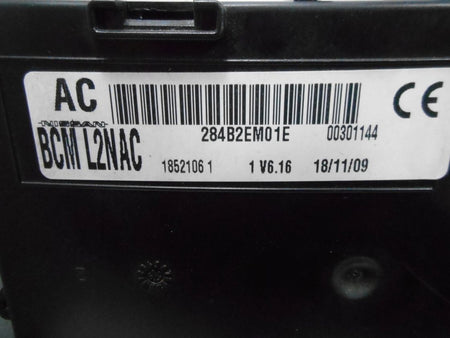 AC
NISSAN 284B2EM01E 00301144
BCM L2NAC
1852106 1 1 V6.16 18/11/09
CE